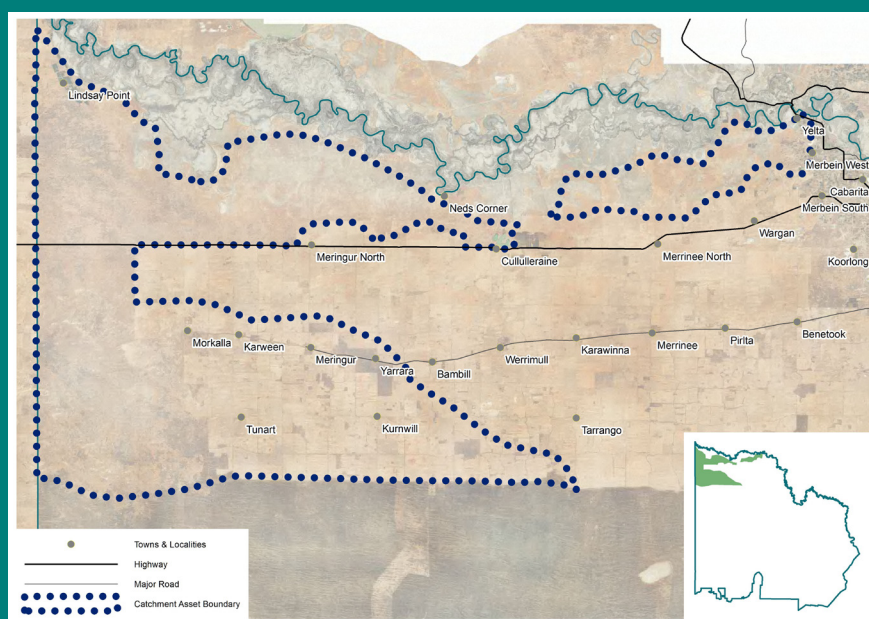 Lindsay Point
Yelta
Merbein West
Cabarita
Merbein South
Neds Corner
Wargan
Meringur North
Cullulleraine
Merrinee North
Koorlong
Morkalla
Karween
Meringur
Yarrara
Bambill
Werrimull
Karawinna
Merrinee
Pirlta
Benetook
Tunart
Kurnwill
Tarrango
Towns & Localities
Highway
Major Road
Catchment Asset Boundary